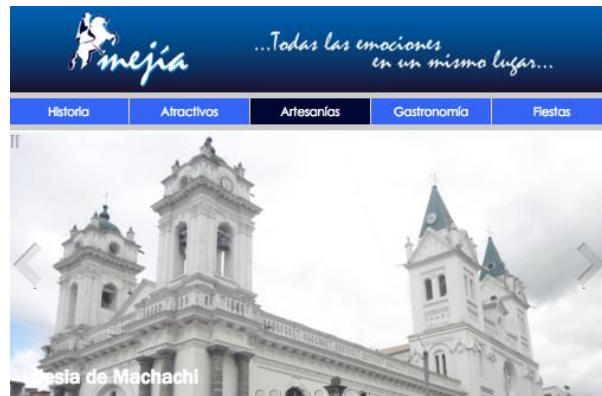 mejía
...Todas las emociones
en un mismo lugar...
Historia
Atractivos
Artesanías
Gastronomía
Fiestas
Iglesia de Machachi